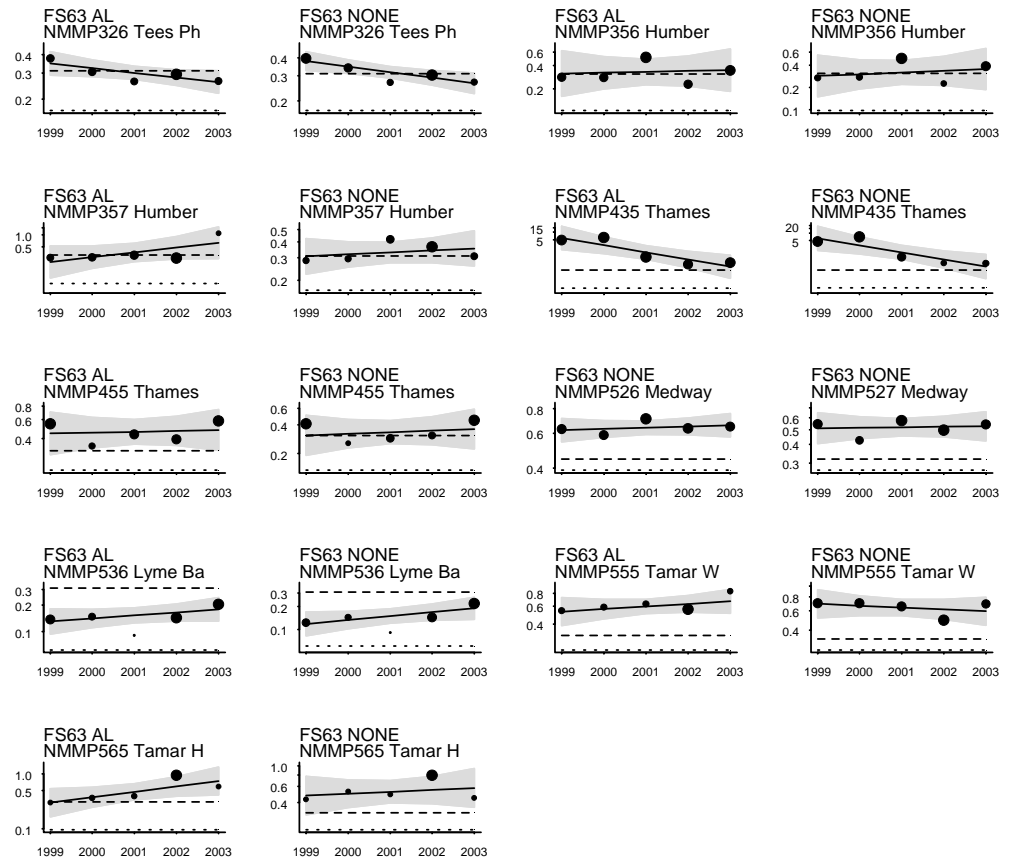 FS63 AL
NMMP326 Tees Ph
0.4
0.3
0.2
1999 2000 2001 2002 2003
FS63 NONE
NMMP326 Tees Ph
0.4
0.3
0.2
1999 2000 2001 2002 2003
FS63 AL
NMMP356 Humber
0.6
0.4
0.2
1999 2000 2001 2002 2003
FS63 NONE
NMMP356 Humber
0.6
0.4
0.2
0.1
1999 2000 2001 2002 2003
FS63 AL
NMMP357 Humber
1.0
0.5
1999 2000 2001 2002 2003
FS63 NONE
NMMP357 Humber
0.5
0.4
0.3
0.2
1999 2000 2001 2002 2003
FS63 AL
NMMP435 Thames
15
5
1999 2000 2001 2002 2003
FS63 NONE
NMMP435 Thames
20
5
1999 2000 2001 2002 2003
FS63 AL
NMMP455 Thames
0.8
0.6
0.4
1999 2000 2001 2002 2003
FS63 NONE
NMMP455 Thames
0.6
0.4
0.2
1999 2000 2001 2002 2003
FS63 NONE
NMMP526 Medway
0.8
0.6
0.4
1999 2000 2001 2002 2003
FS63 NONE
NMMP527 Medway
0.6
0.5
0.4
0.3
1999 2000 2001 2002 2003
FS63 AL
NMMP536 Lyme Ba
0.3
0.2
0.1
1999 2000 2001 2002 2003
FS63 NONE
NMMP536 Lyme Ba
0.3
0.2
0.1
1999 2000 2001 2002 2003
FS63 AL
NMMP555 Tamar W
0.8
0.6
0.4
1999 2000 2001 2002 2003
FS63 NONE
NMMP555 Tamar W
0.8
0.6
0.4
1999 2000 2001 2002 2003
FS63 AL
NMMP565 Tamar H
1.0
0.5
0.1
1999 2000 2001 2002 2003
FS63 NONE
NMMP565 Tamar H
1.0
0.6
0.4
1999 2000 2001 2002 2003